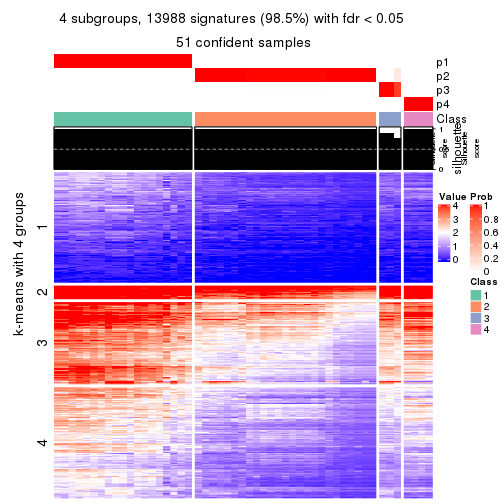 4 subgroups, 13988 signatures (98.5%) with fdr < 0.05
51 confident samples
p1
p2
p3
p4
Class
1
0.5
0
silhouette
Silhouette
score
score
k-means with 4 groups
1
2
3
4
Value
4
3
2
1
0
Prob
1
0.8
0.6
0.4
0.2
0
Class
1
2
3
4